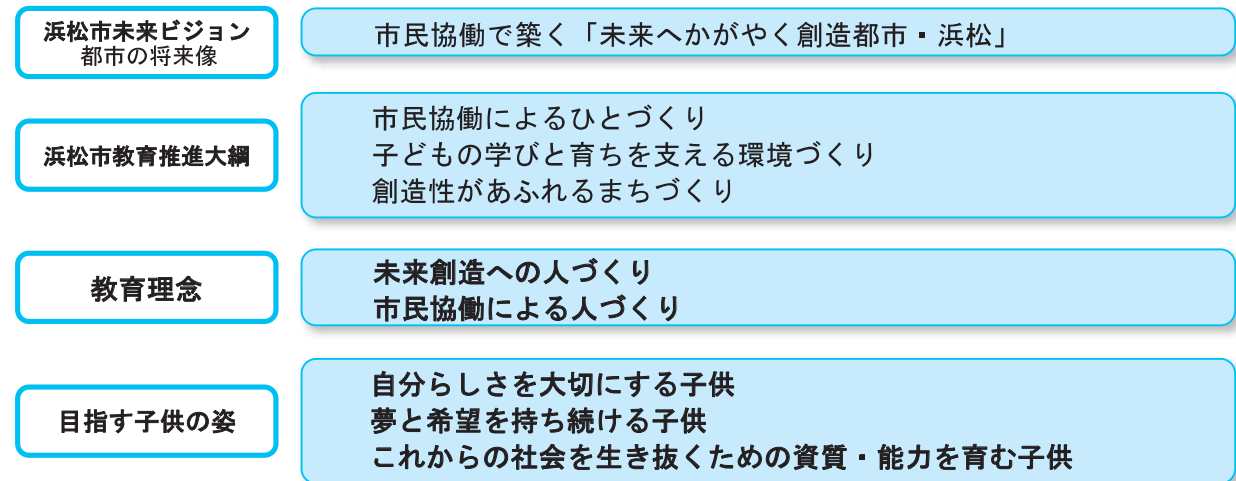 浜松市未来ビジョン
都市の将来像
市民協働で築く「未来へかがやく創造都市・浜松」
浜松市教育推進大綱
市民協働によるひとづくり
子どもの学びと育ちを支える環境づくり
創造性があふれるまちづくり
教育理念
未来創造への人づくり
市民協働による人づくり
目指す子供の姿
自分らしさを大切にする子供
夢と希望を持ち続ける子供
これからの社会を生き抜くための資質・能力を育む子供